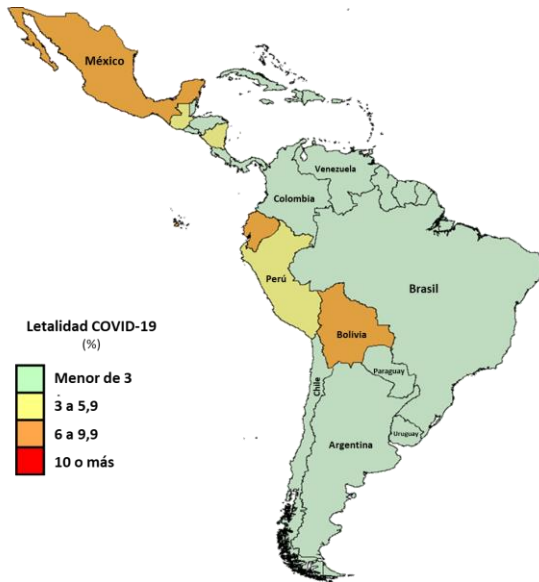 México
Venezuela
Colombia
Perú
Brasil
Bolivia
Paraguay
Chile
Uruguay
Argentina
Letalidad COVID-19
(%)
Menor de 3
3 a 5,9
6 a 9,9
10 o más